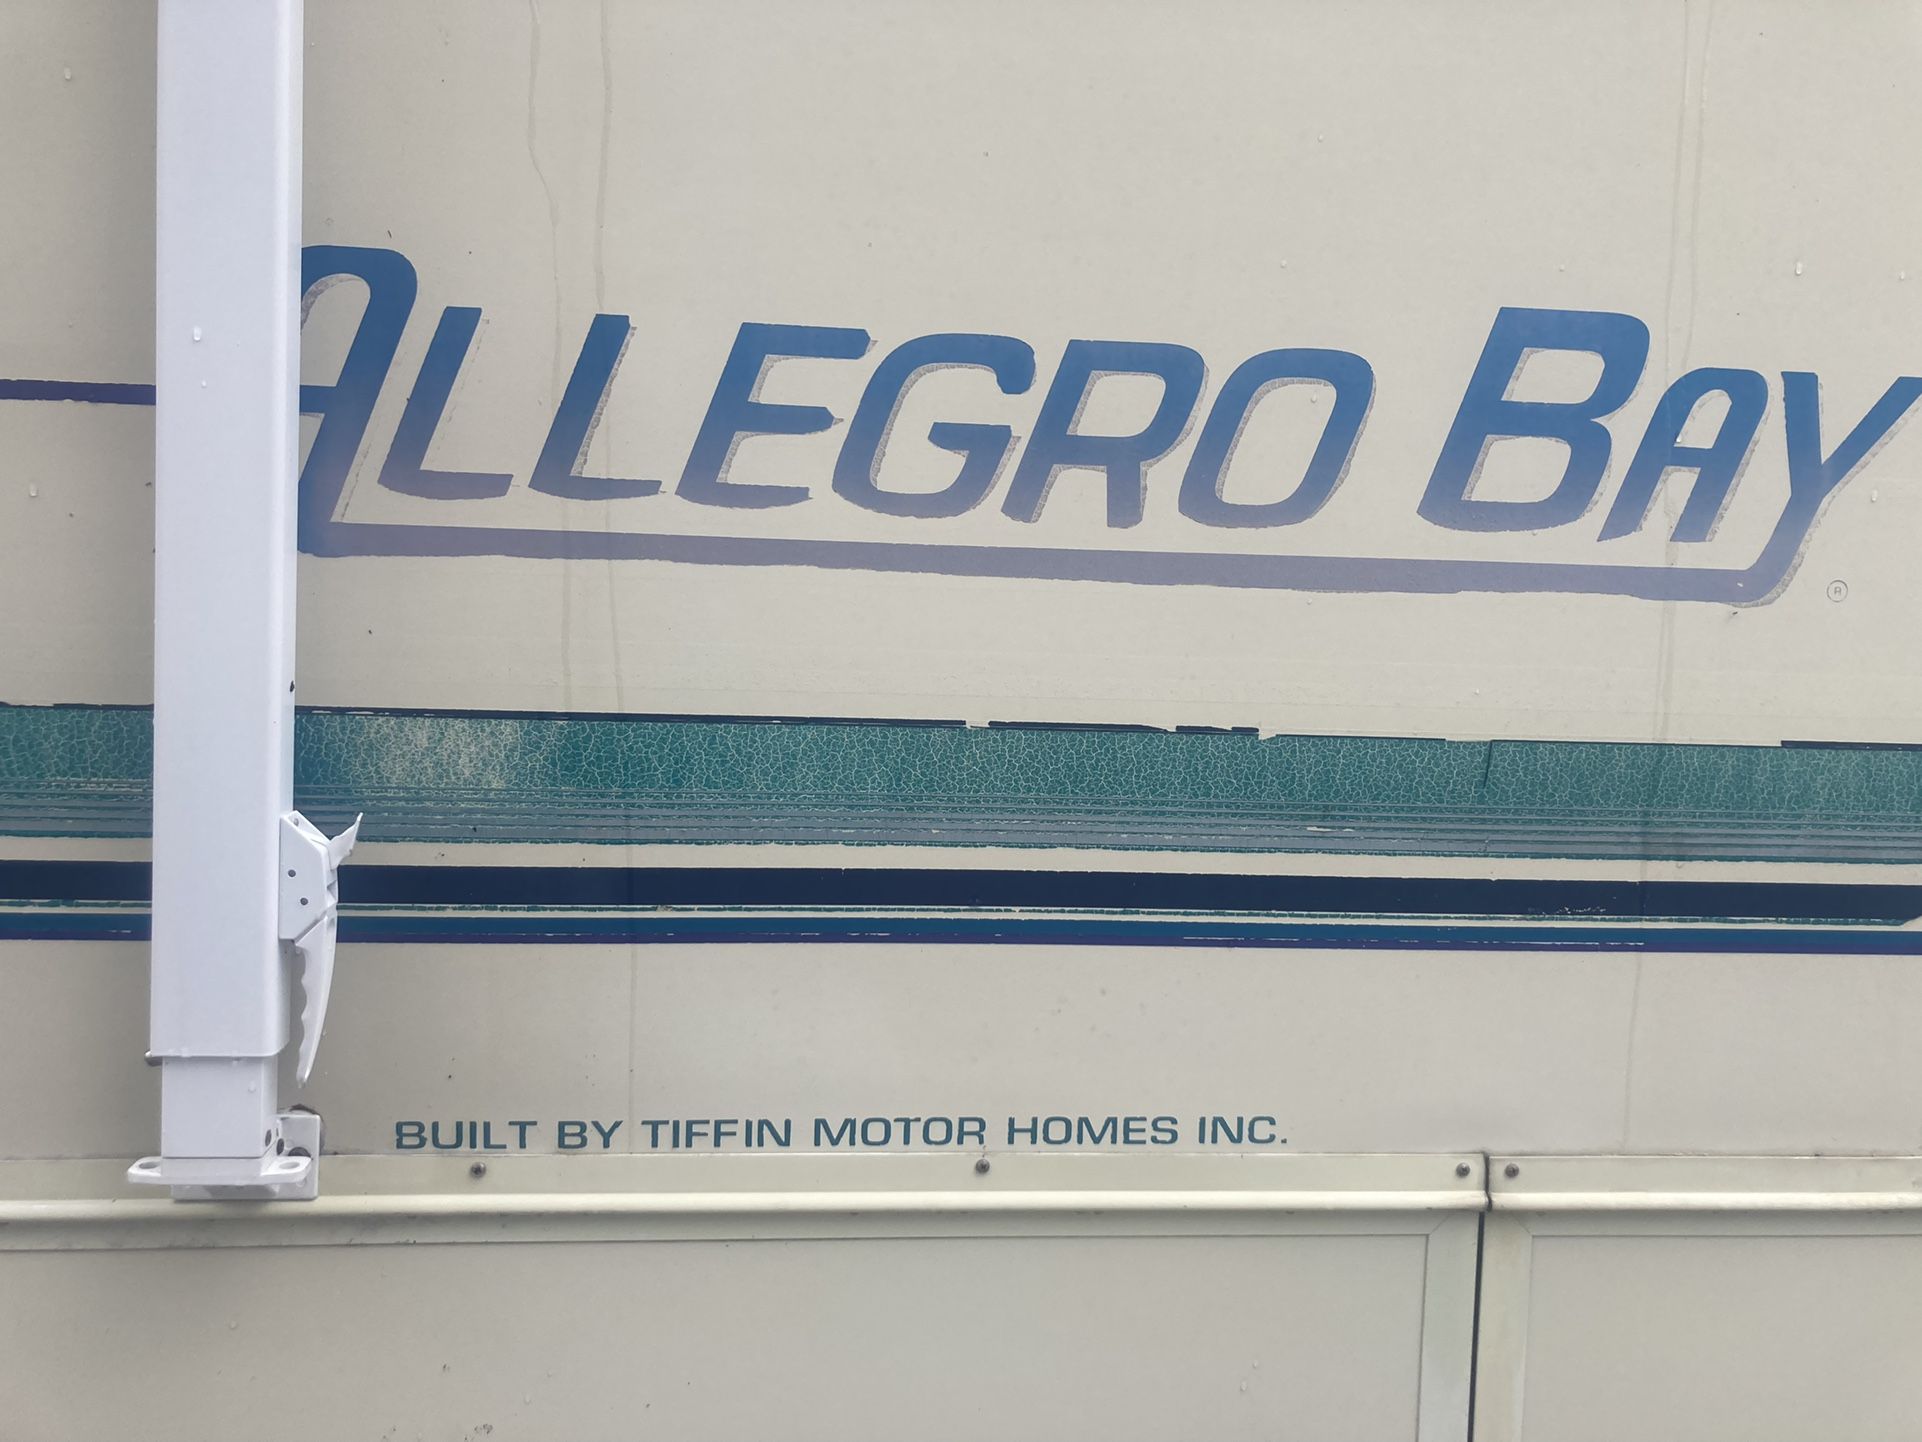 ALLEGRO BAY
®
BUILT BY TIFFIN MOTOR HOMES INC.